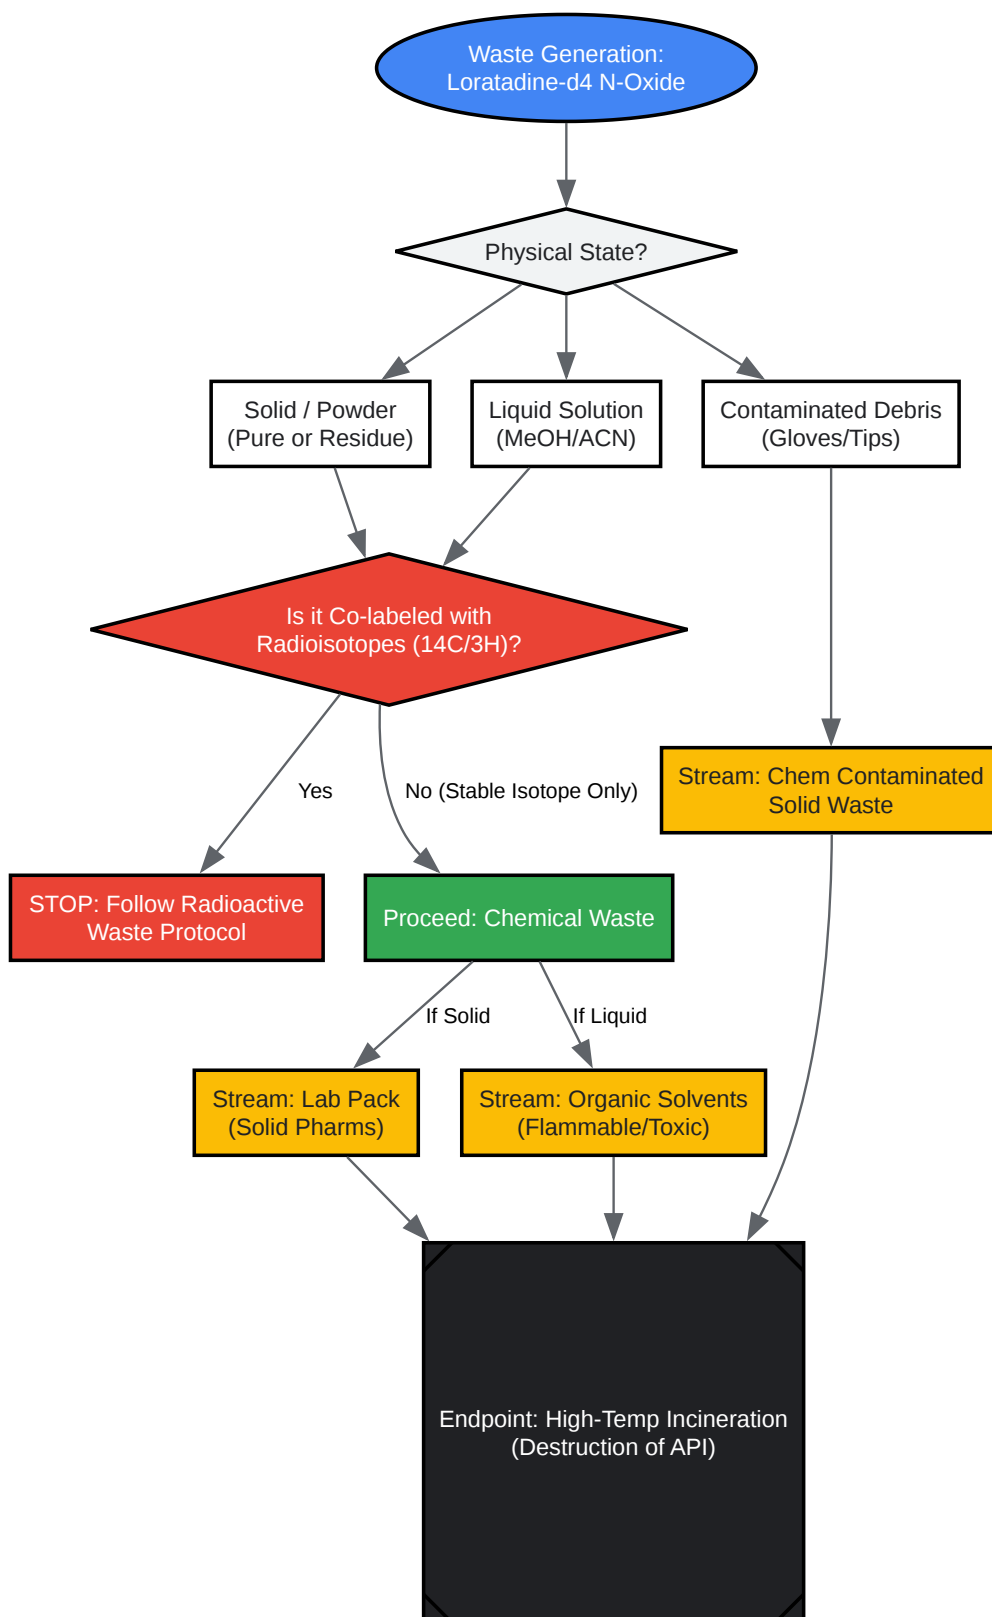 Waste Generation:
Loratadine-d4 N-Oxide
Physical State?
Solid / Powder
(Pure or Residue)
Liquid Solution
(MeOH/ACN)
Contaminated Debris
(Gloves/Tips)
Is it Co-labeled with
Radioisotopes (14C/3H)?
Stream: Chem Contaminated
Solid Waste
Yes
No (Stable Isotope Only)
STOP: Follow Radioactive
Waste Protocol
Proceed: Chemical Waste
If Solid
If Liquid
Stream: Lab Pack
(Solid Pharms)
Stream: Organic Solvents
(Flammable/Toxic)
Endpoint: High-Temp Incineration
(Destruction of API)